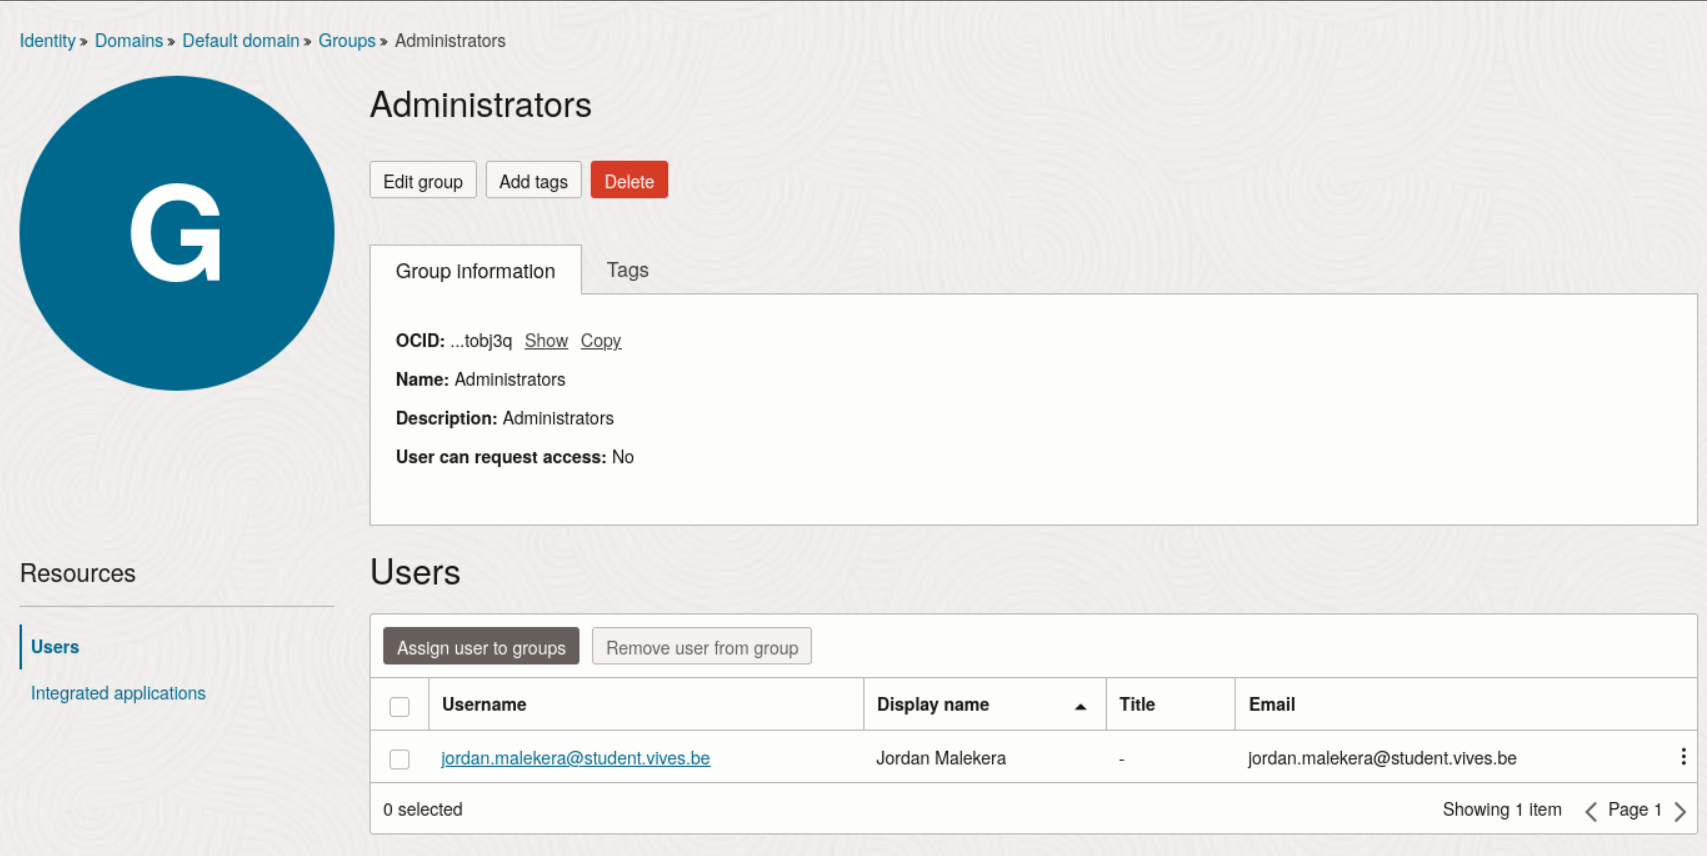 Identity » Domains » Default domain » Groups » Administrators
G
Administrators
Edit group Add tags Delete
Group information Tags
OCID: ...tobj3q Show Copy
Name: Administrators
Description: Administrators
User can request access: No
Resources
Users
Integrated applications
Users
Assign user to groups Remove user from group
Username Display name Title Email
jordan.malekera@student.vives.be Jordan Malekera - jordan.malekera@student.vives.be
0 selected Showing 1 item Page 1